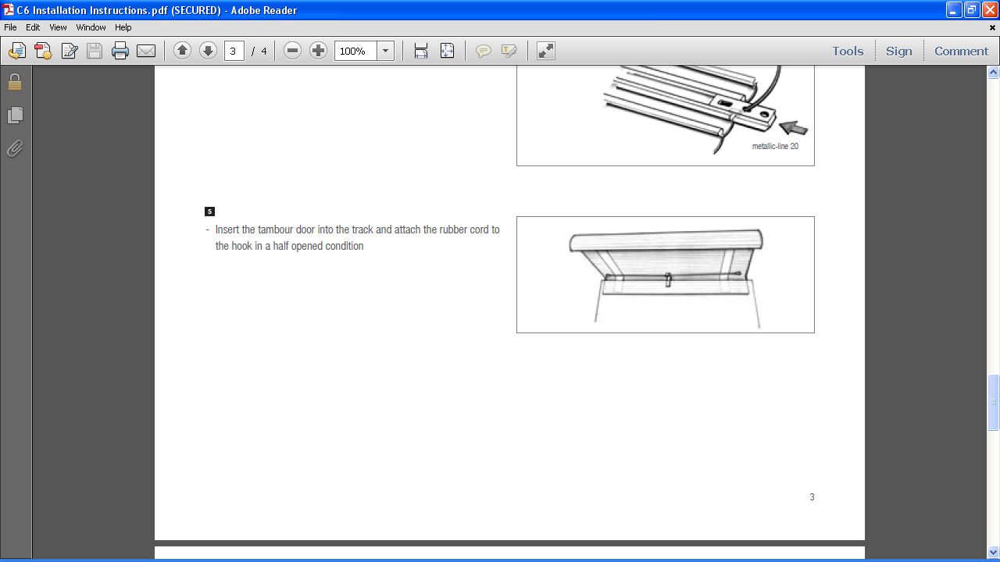 C6 Installation Instructions.pdf (SECURED) - Adobe Reader
File Edit View Window Help
3 / 4 100% Tools Sign Comment
metallic-line 20
5
- Insert the tambour door into the track and attach the rubber cord to
the hook in a half opened condition
3